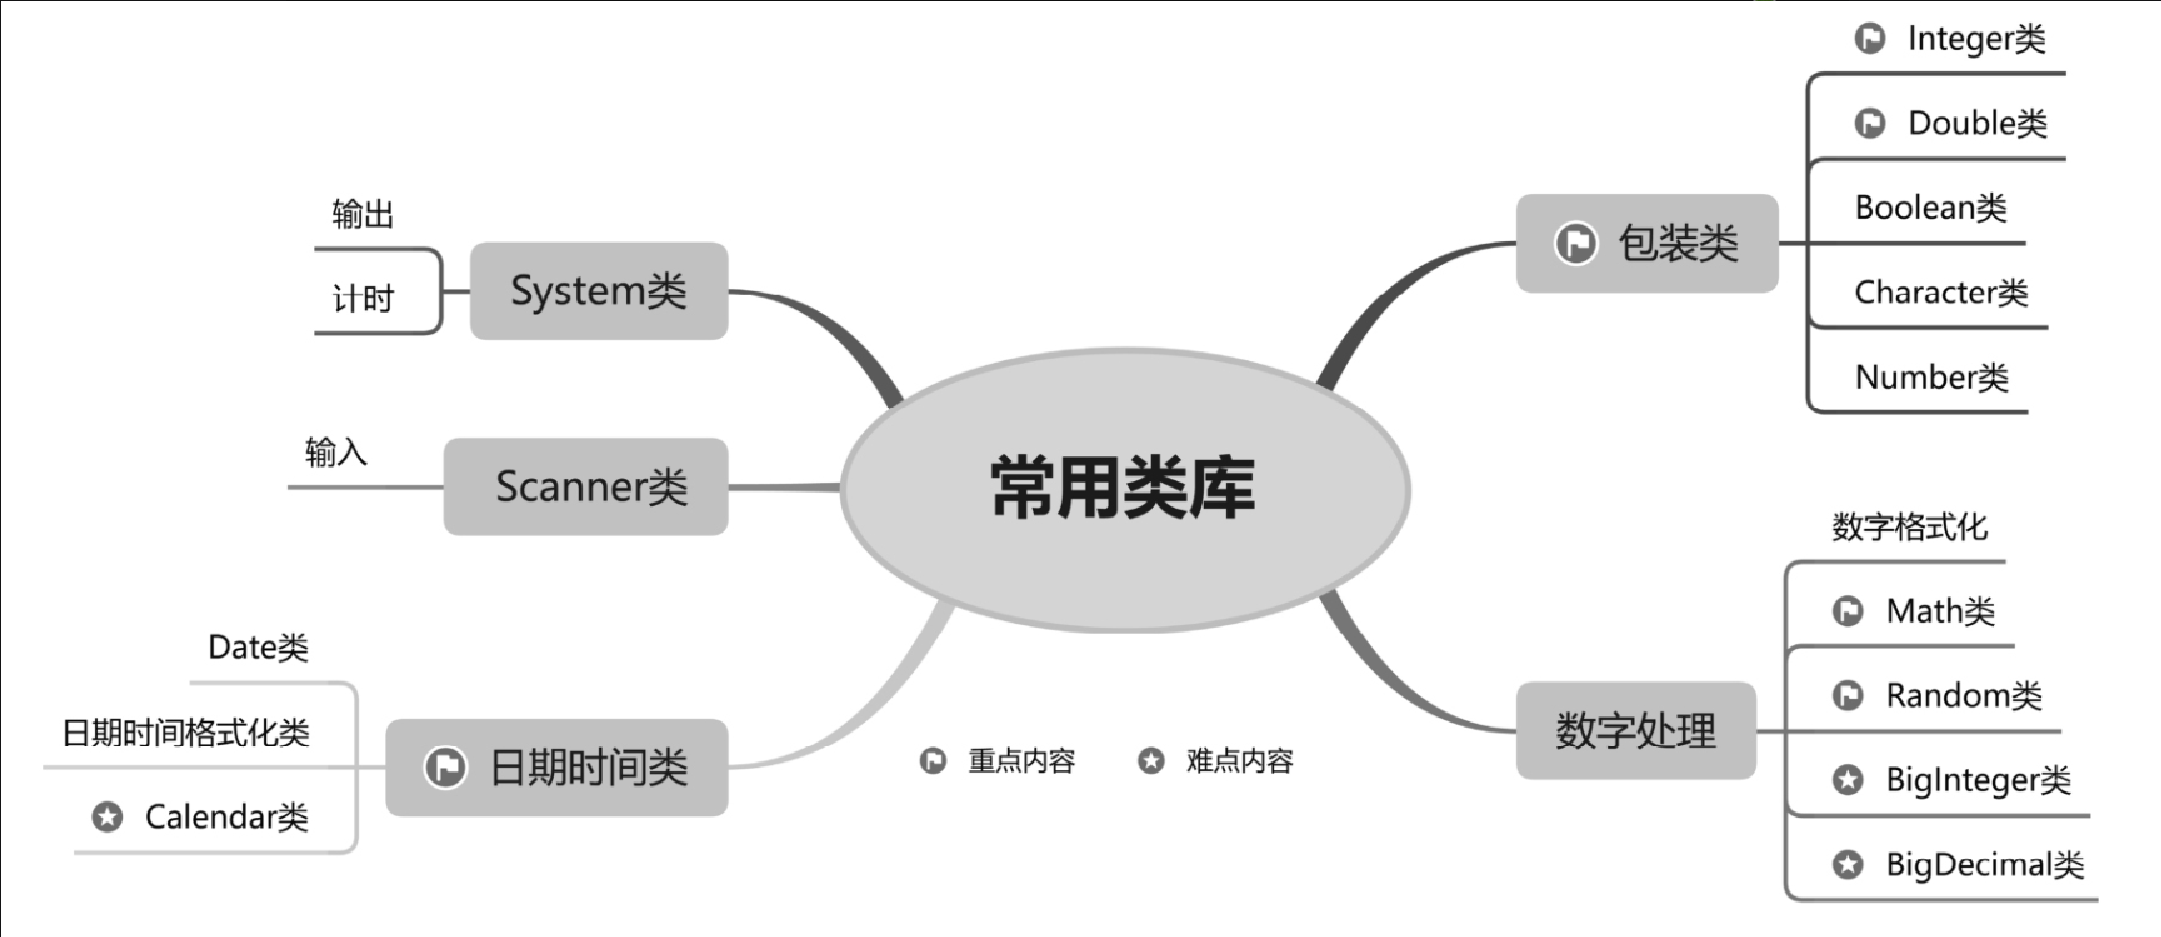 常用类库
包装类
Integer类
Double类
Boolean类
Character类
Number类
数字处理
数字格式化
Math类
Random类
BigInteger类
BigDecimal类
System类
输出
计时
Scanner类
输入
日期时间类
Date类
日期时间格式化类
Calendar类
重点内容
难点内容